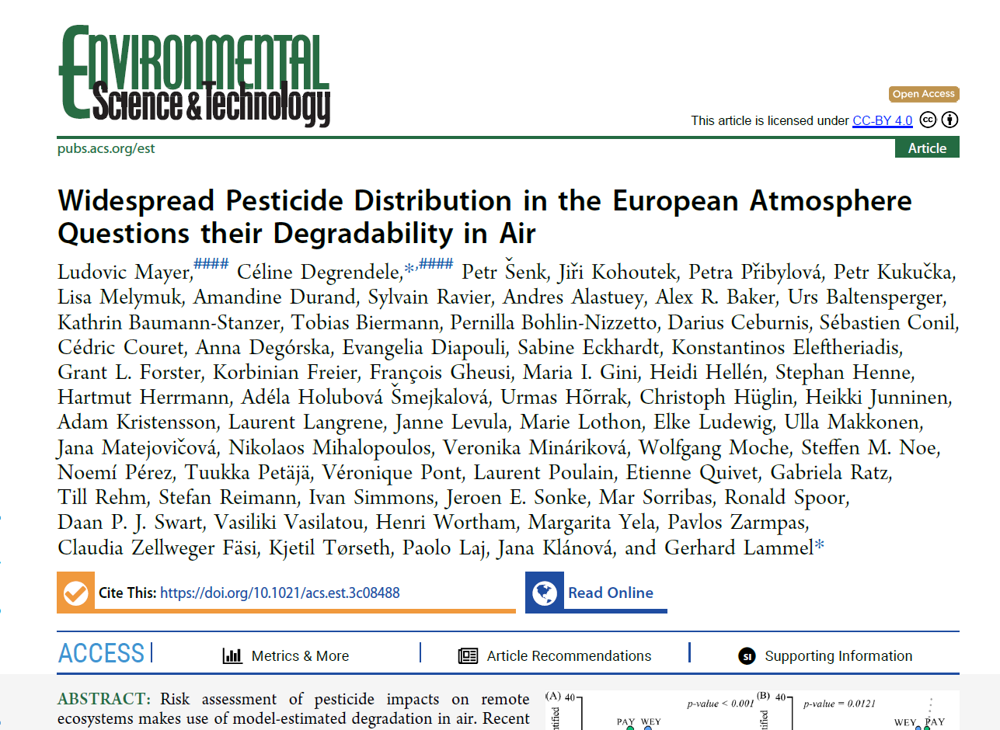 ENVIRONMENTAL
Science & Technology
Open Access
This article is licensed under CC-BY 4.0
pubs.acs.org/est
Article
Widespread Pesticide Distribution in the European Atmosphere
Questions their Degradability in Air
Ludovic Mayer,#### Céline Degrendele,*,#### Petr Šenk, Jiři Kohoutek, Petra Přibylová, Petr Kukučka,
Lisa Melymuk, Amandine Durand, Sylvain Ravier, Andres Alastuey, Alex R. Baker, Urs Baltensperger,
Kathrin Baumann-Stanzer, Tobias Biermann, Pernilla Bohlin-Nizzetto, Darius Ceburnis, Sébastien Conil,
Cédric Couret, Anna Degórska, Evangelia Diapouli, Sabine Eckhardt, Konstantinos Eleftheriadis,
Grant L. Forster, Korbinian Freier, François Gheusi, Maria I. Gini, Heidi Hellén, Stephan Henne,
Hartmut Herrmann, Adéla Holubová Šmejkalová, Urmas Hõrrak, Christoph Hüglin, Heikki Junninen,
Adam Kristensson, Laurent Langrene, Janne Levula, Marie Lothon, Elke Ludewig, Ulla Makkonen,
Jana Matejovičová, Nikolaos Mihalopoulos, Veronika Mináriková, Wolfgang Moche, Steffen M. Noe,
Noemí Pérez, Tuukka Petäjä, Véronique Pont, Laurent Poulain, Etienne Quivet, Gabriela Ratz,
Till Rehm, Stefan Reimann, Ivan Simmons, Jeroen E. Sonke, Mar Sorribas, Ronald Spoor,
Daan P. J. Swart, Vasiliki Vasilatou, Henri Wortham, Margarita Yela, Pavlos Zarmpas,
Claudia Zellweger Fäsi, Kjetil Tørseth, Paolo Laj, Jana Klánová, and Gerhard Lammel*
Cite This: https://doi.org/10.1021/acs.est.3c08488
Read Online
ACCESS
Metrics & More
Article Recommendations
SI Supporting Information
ABSTRACT: Risk assessment of pesticide impacts on remote
ecosystems makes use of model-estimated degradation in air. Recent
(A) 40
p-value < 0.001
PAY WEY
(B) 40
p-value = 0.0121
WEY PAY